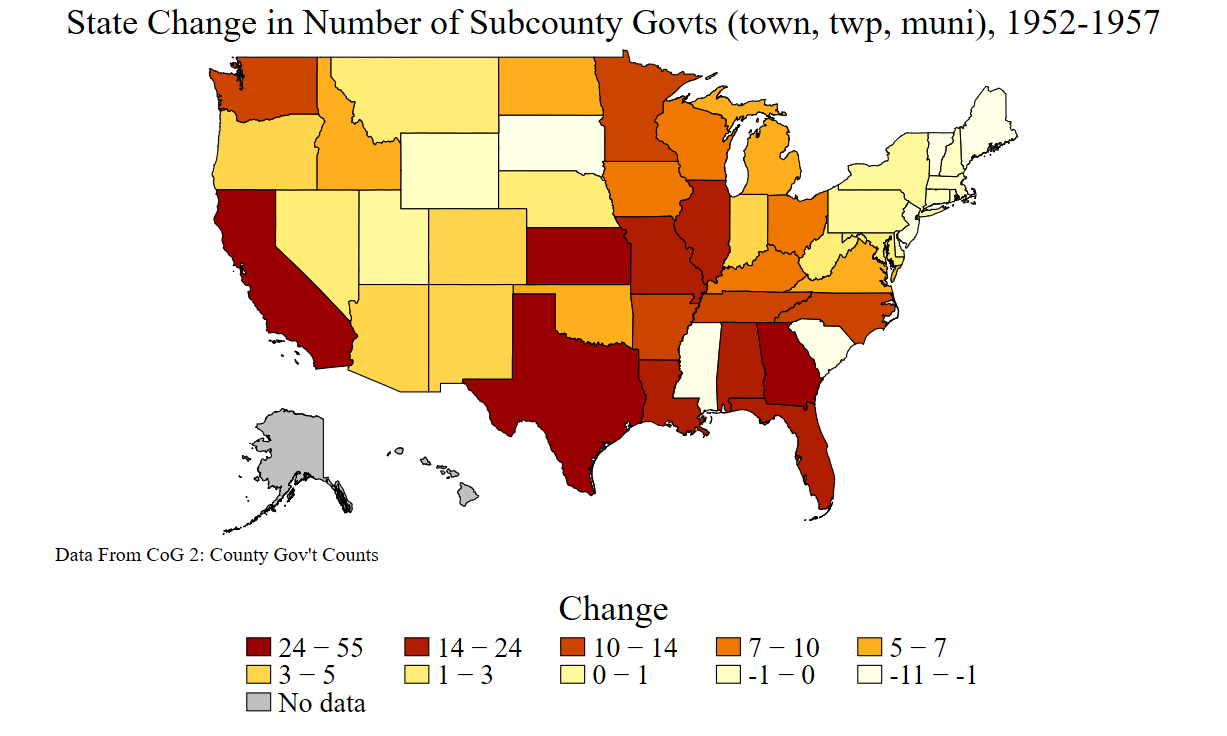 State Change in Number of Subcounty Govts (town, twp, muni), 1952-1957
Data From CoG 2: County Gov't Counts
Change
24 − 55 14 − 24 10 − 14 7 − 10 5 − 7
3 − 5 1 − 3 0 − 1 -1 − 0 -11 − -1
No data